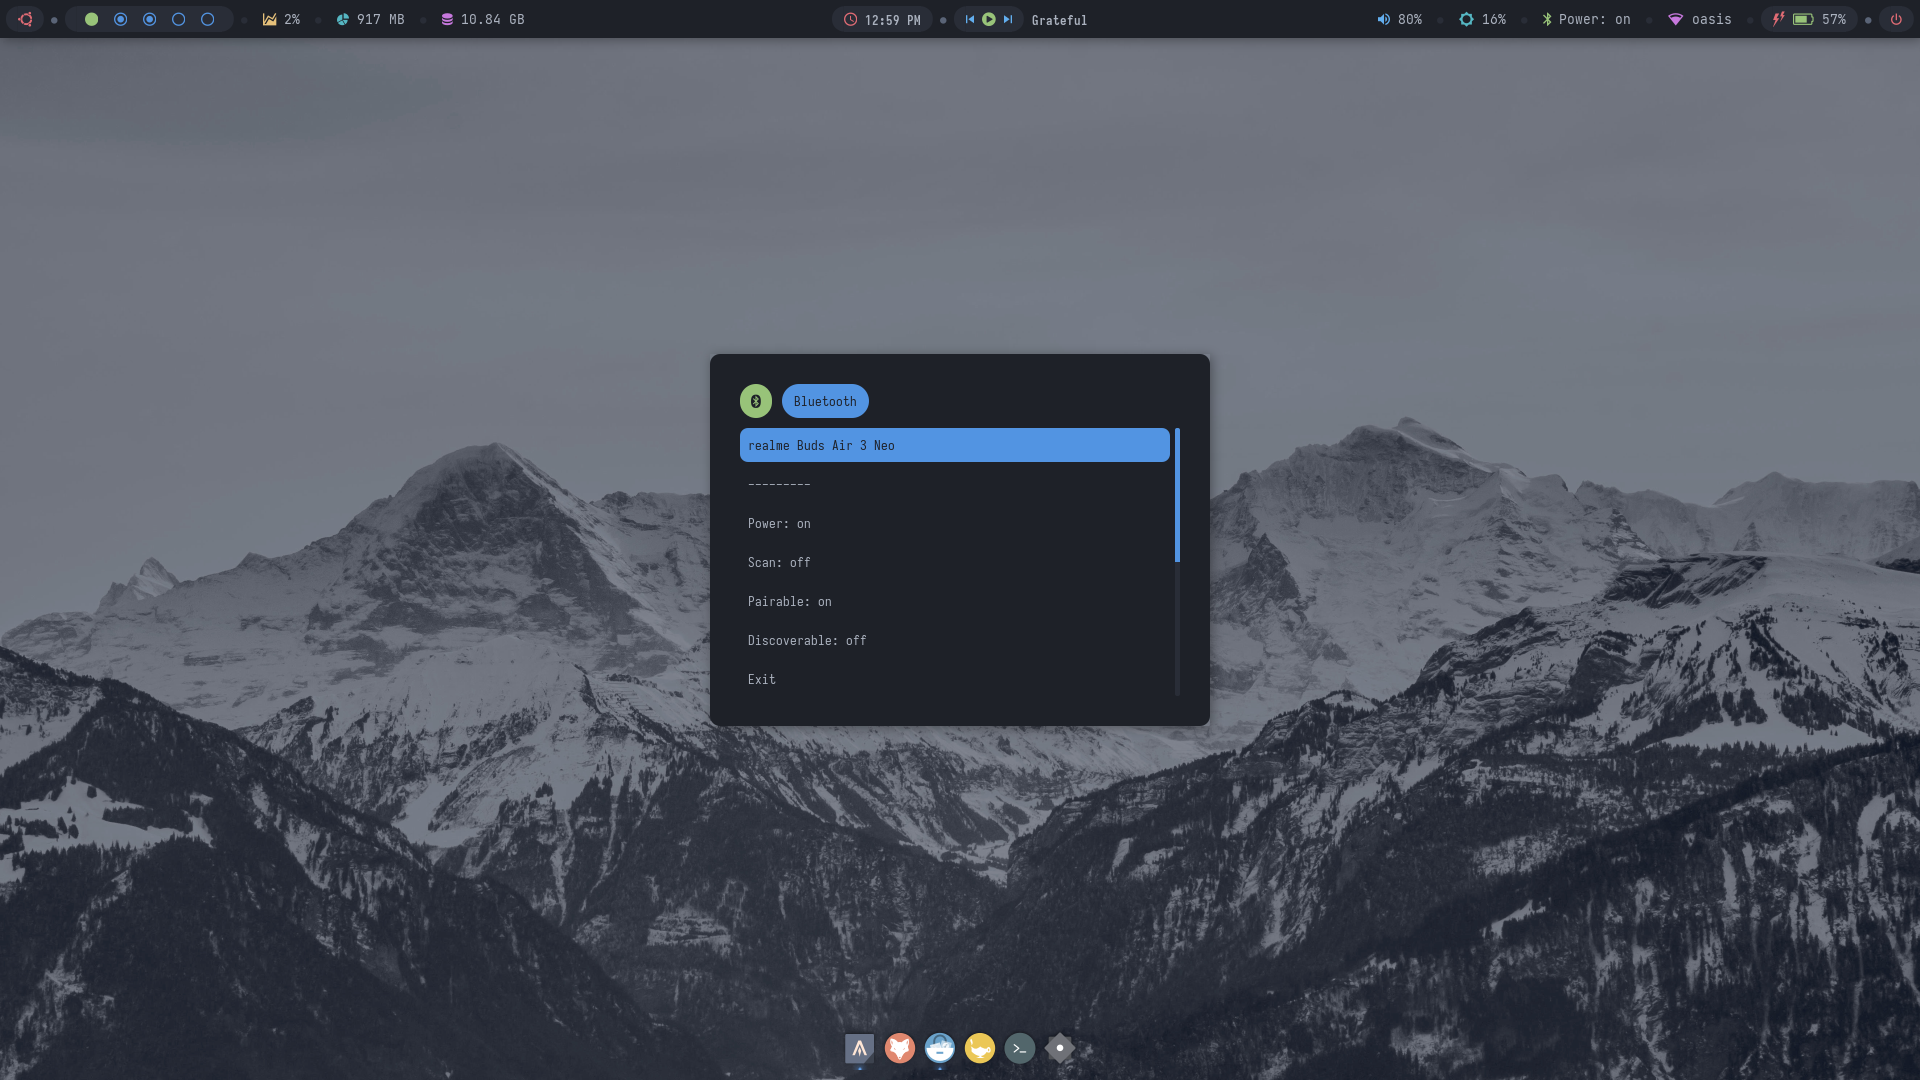 2% 917 MB 10.84 GB 12:59 PM Grateful 80% 16% Power: on oasis 57%
Bluetooth
realme Buds Air 3 Neo
---------
Power: on
Scan: off
Pairable: on
Discoverable: off
Exit